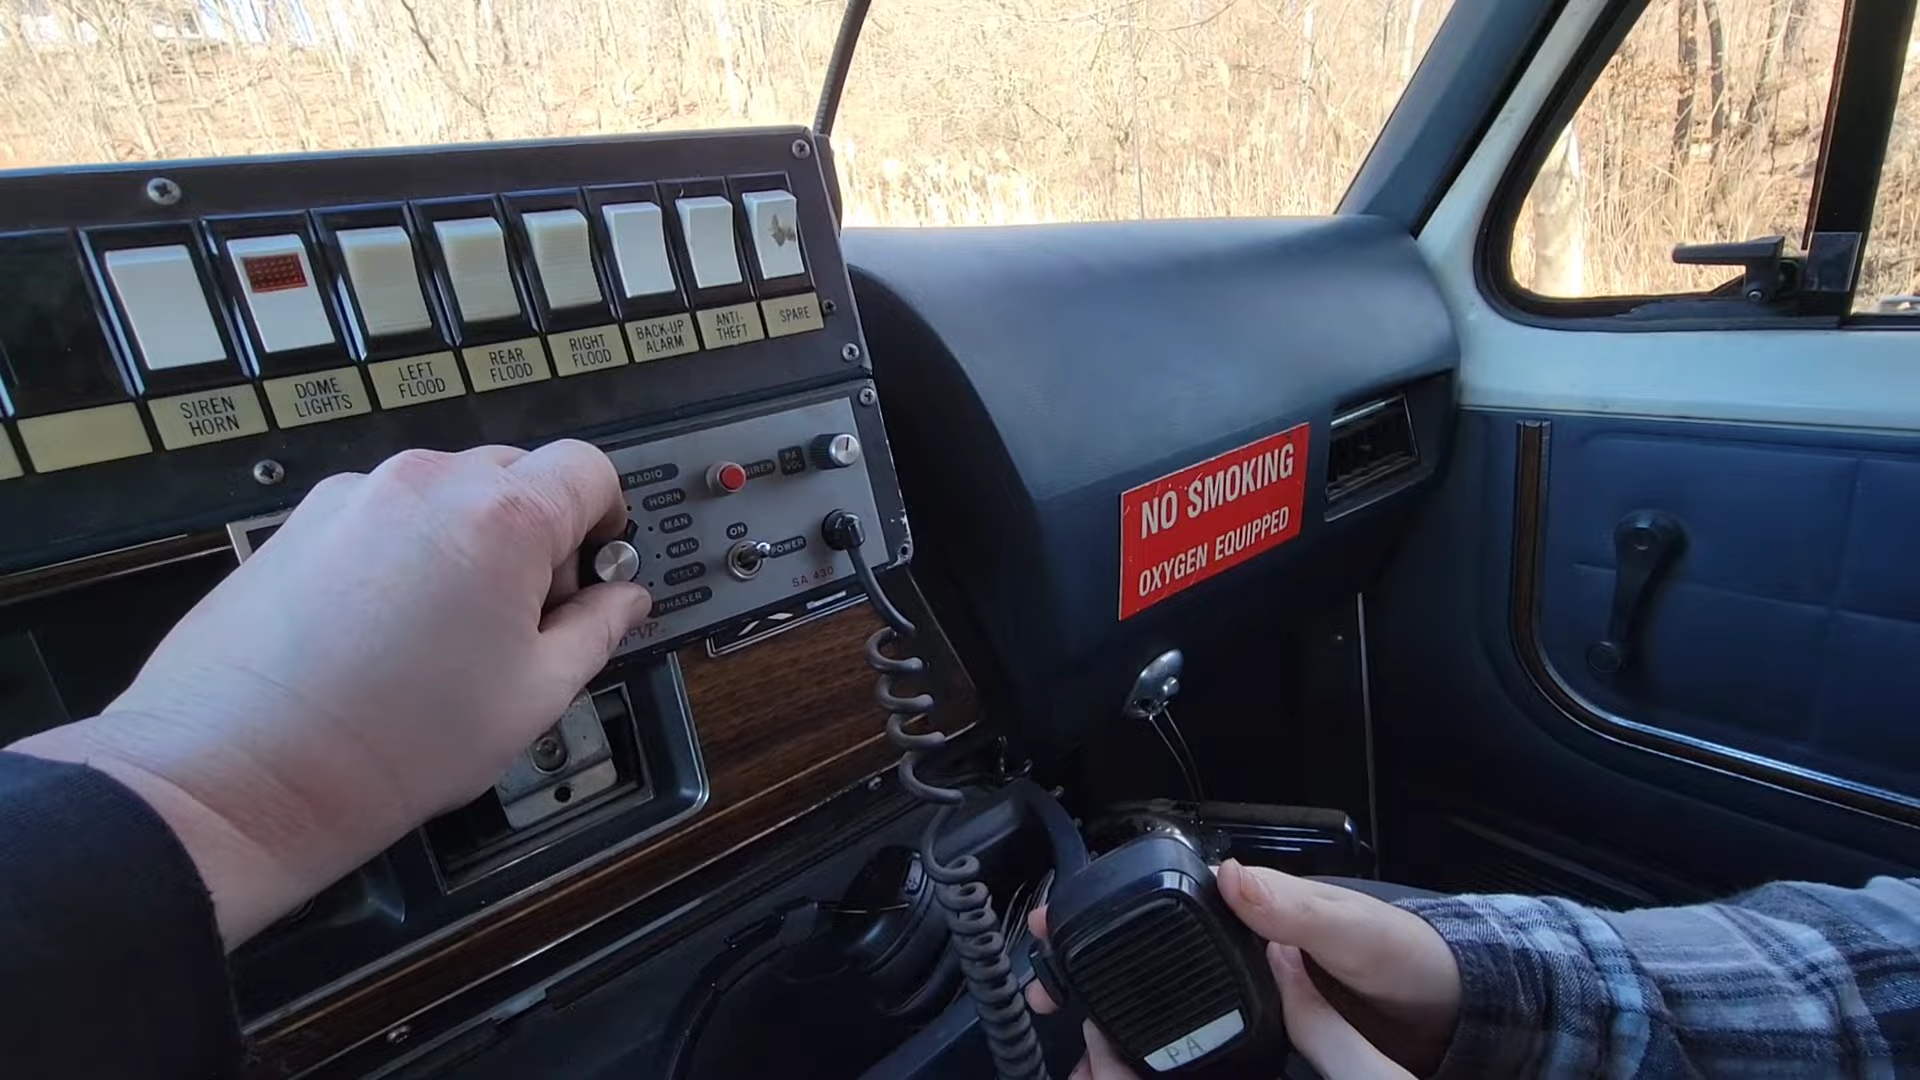 SIREN
HORN
DOME
LIGHTS
LEFT
FLOOD
REAR
FLOOD
RIGHT
FLOOD
BACK-UP
ALARM
ANTI-
THEFT
SPARE
RADIO
HORN
MAN
WAIL
YELP
PHASER
SIREN
PA
VOL
ON
POWER
SA 430
NO SMOKING
OXYGEN EQUIPPED
PA